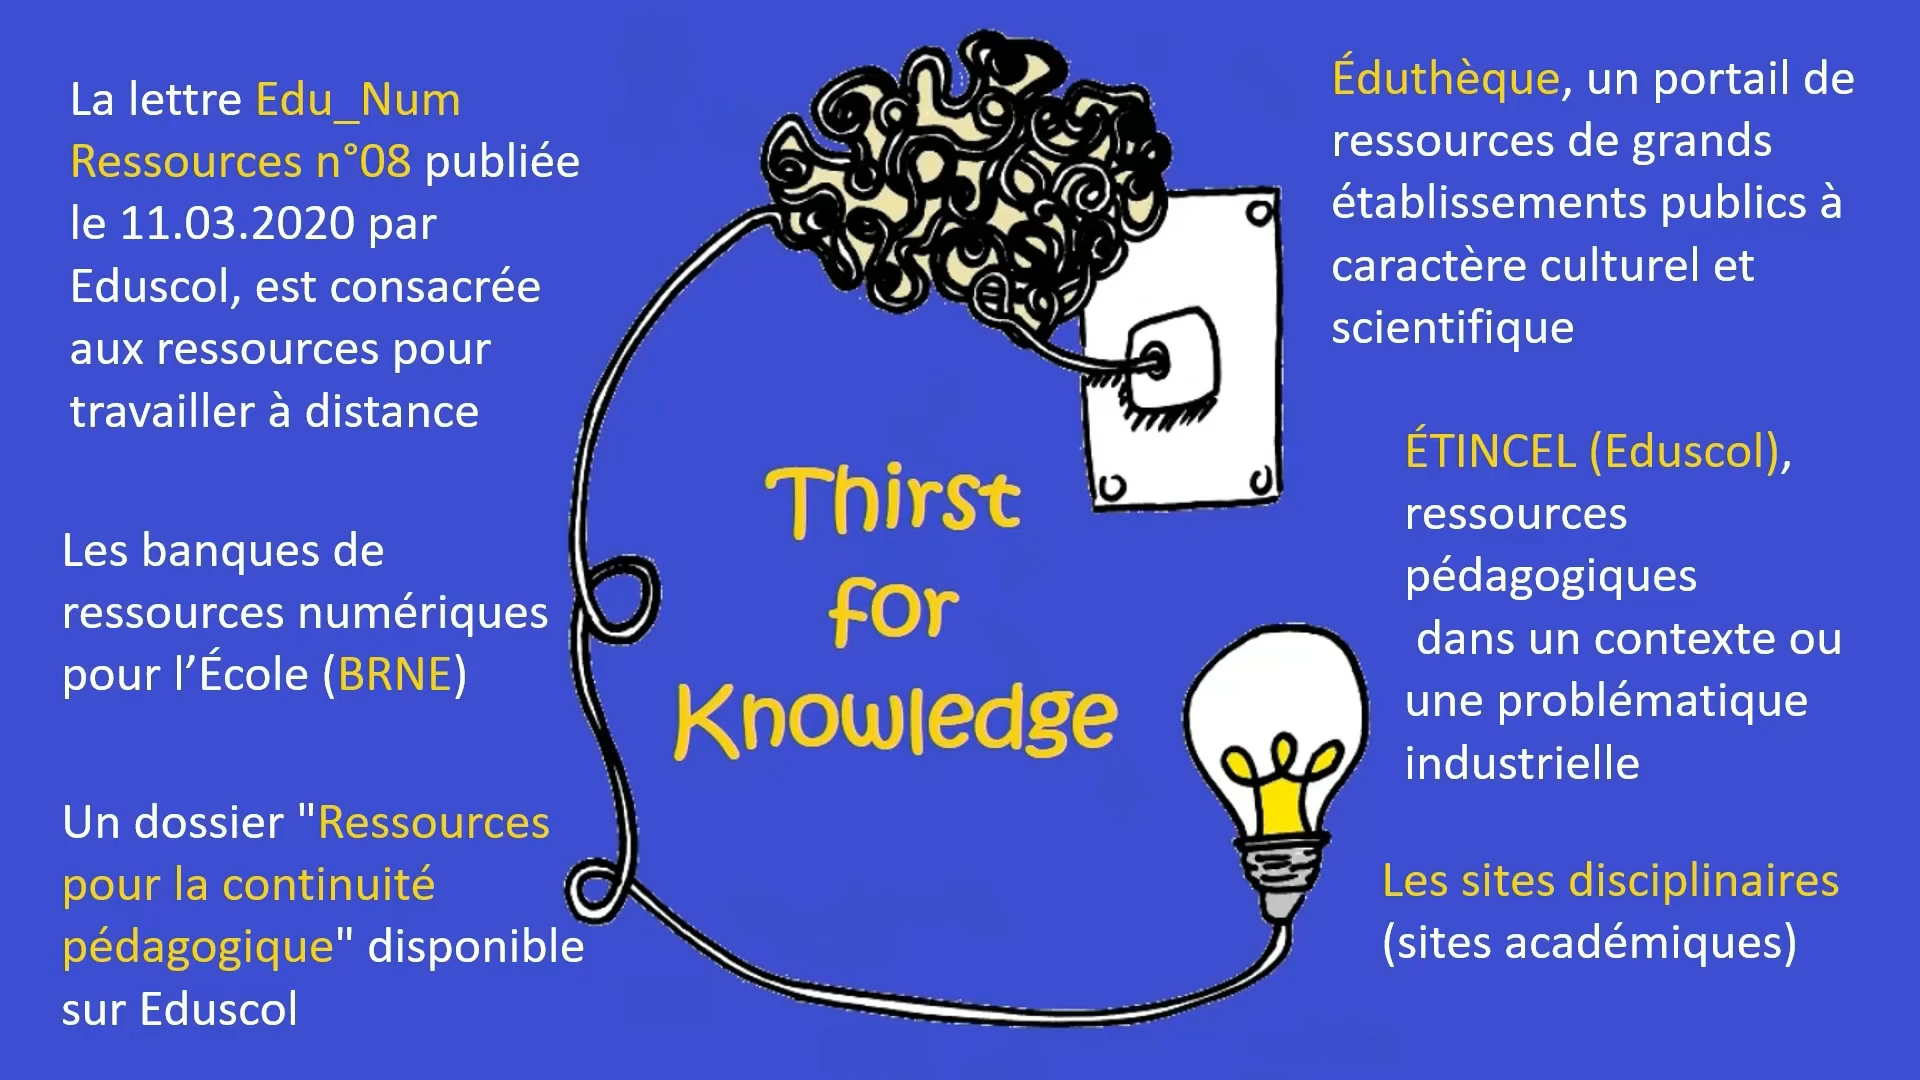 La lettre Edu_Num
Ressources n°08 publiée
le 11.03.2020 par
Eduscol, est consacrée
aux ressources pour
travailler à distance
Les banques de
ressources numériques
pour l’École (BRNE)
Un dossier "Ressources
pour la continuité
pédagogique" disponible
sur Eduscol
Thirst
for
Knowledge
Éduthèque, un portail de
ressources de grands
établissements publics à
caractère culturel et
scientifique
ÉTINCEL (Eduscol),
ressources
pédagogiques
dans un contexte ou
une problématique
industrielle
Les sites disciplinaires
(sites académiques)